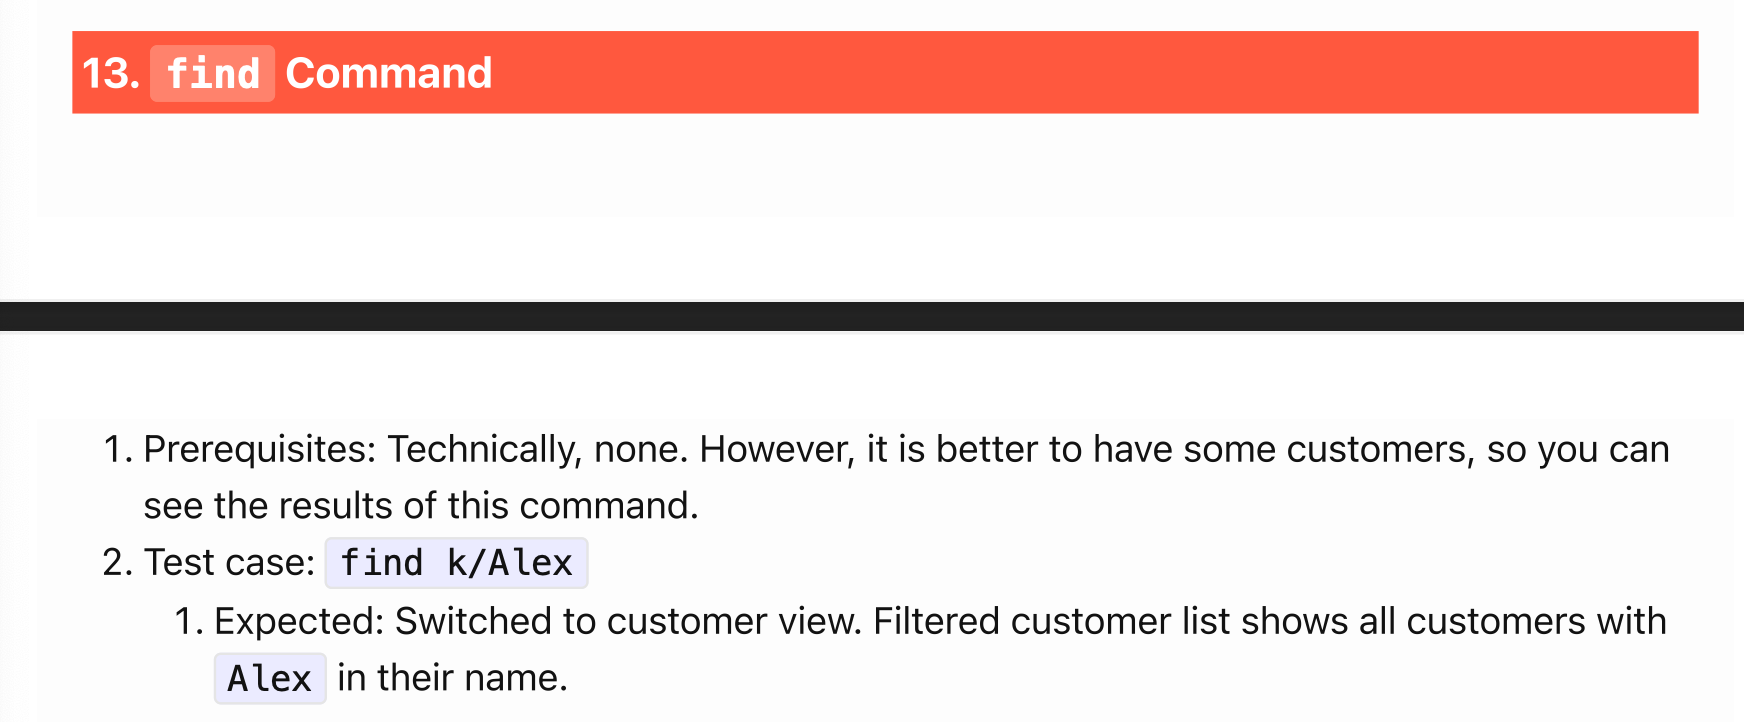 13. find Command
1. Prerequisites: Technically, none. However, it is better to have some customers, so you can
see the results of this command.
2. Test case: find k/Alex
1. Expected: Switched to customer view. Filtered customer list shows all customers with
Alex in their name.